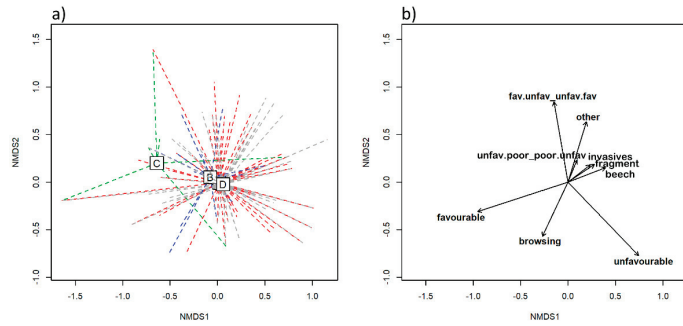 a)
b)
1.5
1.0
0.5
0.0
-0.5
-1.0
NMDS2
C
B
D
-1.5 -1.0 -0.5 0.0 0.5 1.0
NMDS1
1.5
1.0
0.5
0.0
-0.5
-1.0
NMDS2
fav.unfav_unfav.fav
other
unfav.poor_poor.unfav invasives
fragment
beech
favourable
browsing
unfavourable
-1.5 -1.0 -0.5 0.0 0.5 1.0
NMDS1